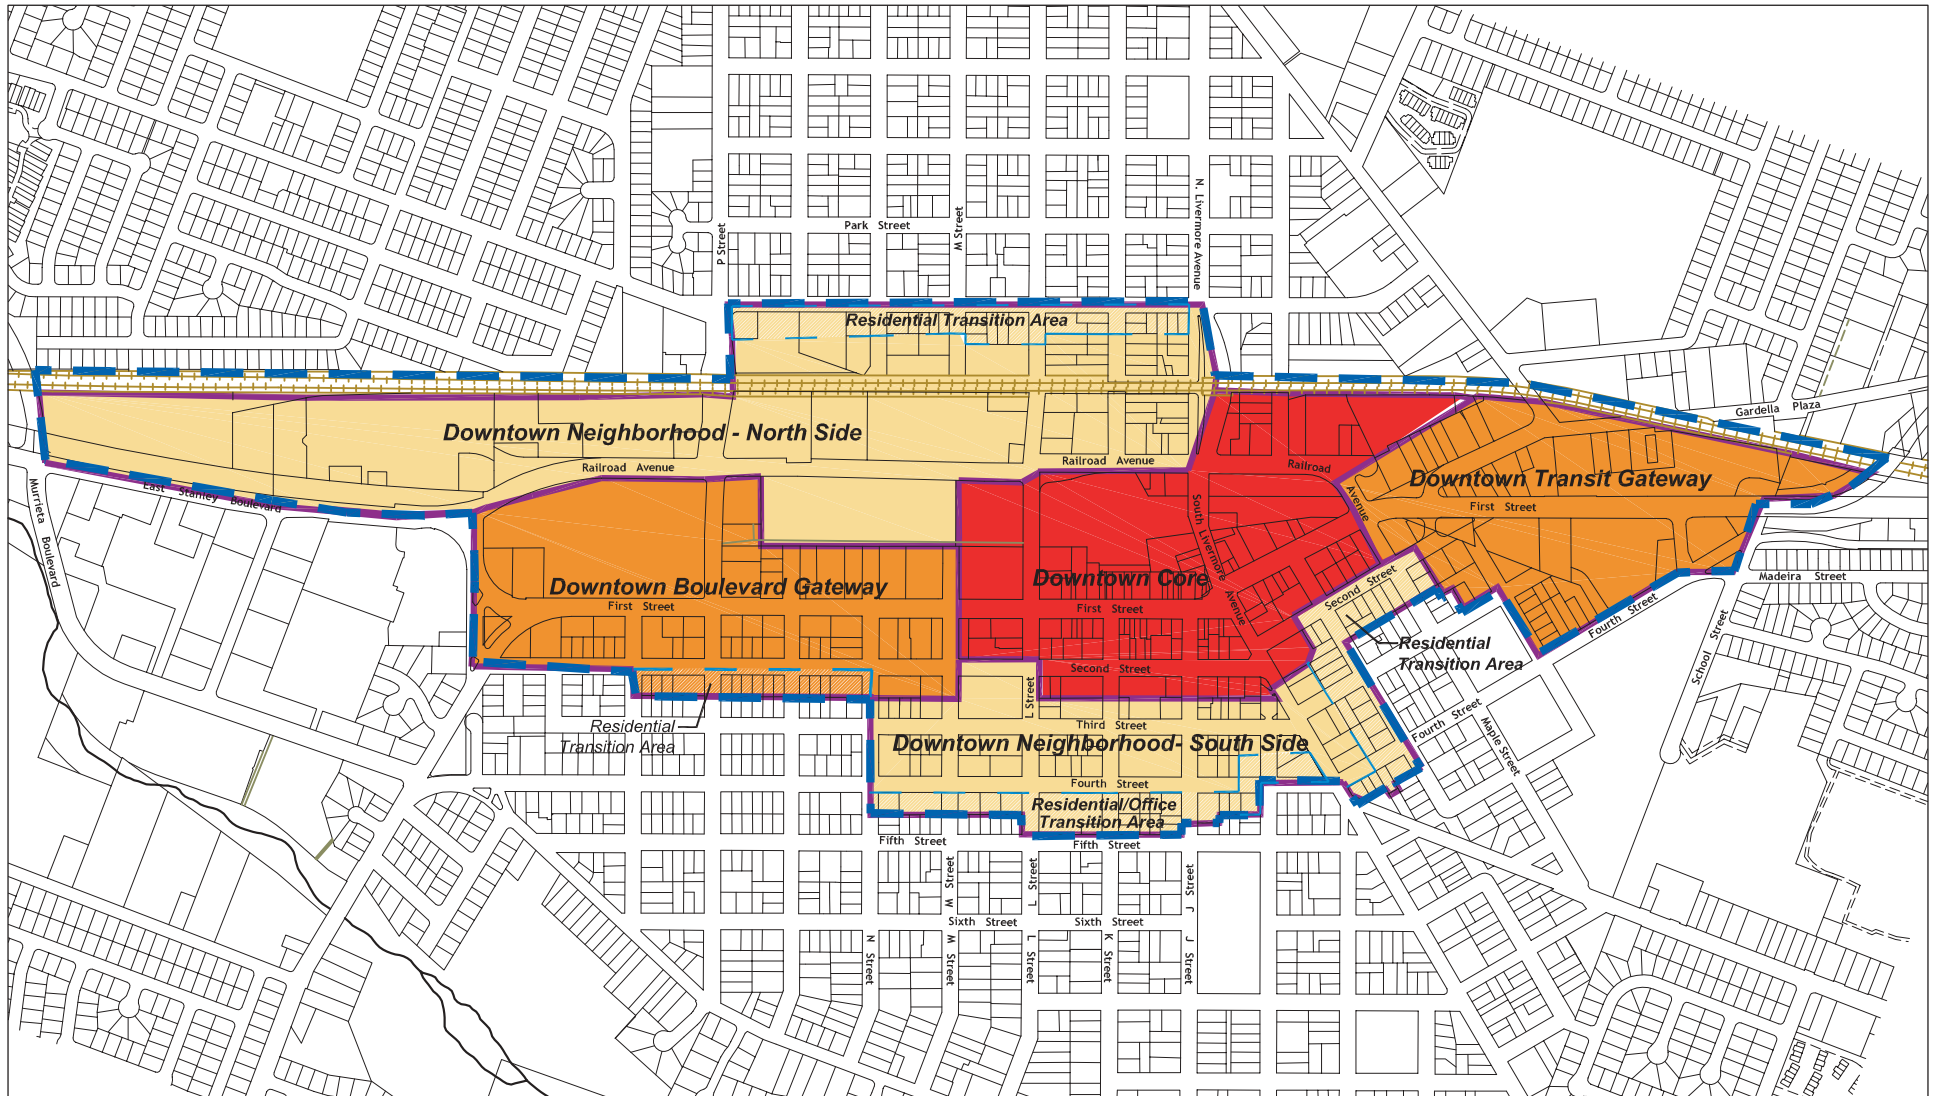 P Street
Park Street
W Street
N. Livermore Avenue
Residential Transition Area
Gardella Plaza
Downtown Neighborhood - North Side
Railroad Avenue
Railroad Avenue
Railroad
Avenue
Downtown Transit Gateway
First Street
Murrieta Boulevard
East Stanley Boulevard
South Livermore Avenue
Downtown Boulevard Gateway
First Street
Downtown Core
First Street
Second Street
Second Street
Madeira Street
Fourth Street
School Street
Residential
Transition Area
Residential
Transition Area
L Street
Third Street
Downtown Neighborhood- South Side
Fourth Street
Fourth Street
Maple Street
Residential/Office
Transition Area
Fifth Street
Fifth Street
W Street
L Street
J Street
Sixth Street
Sixth Street
N Street
M Street
L Street
K Street
J Street